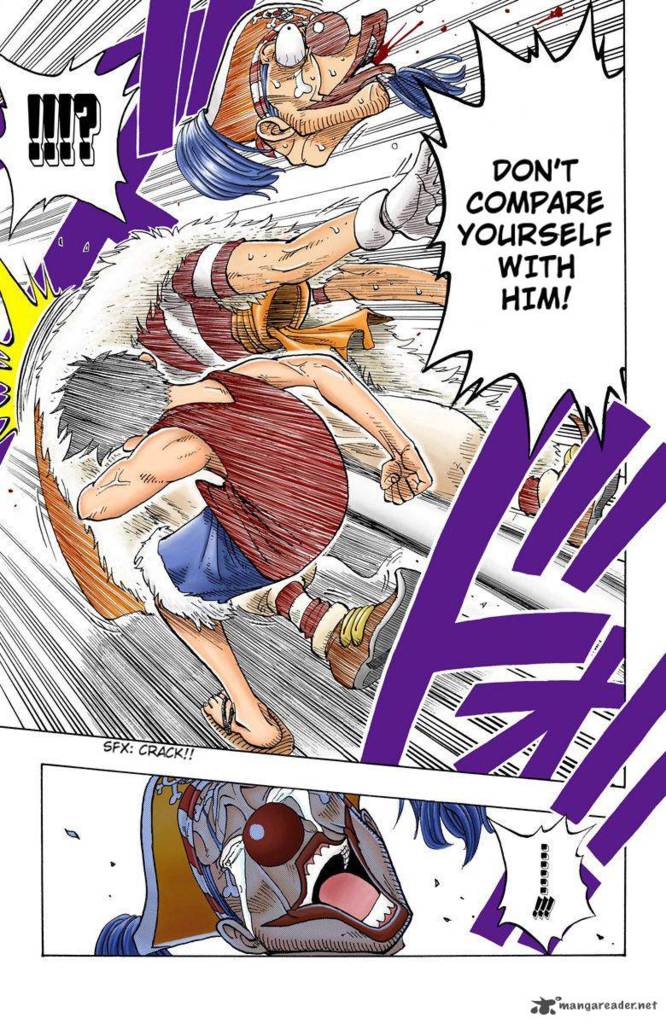 DON'T
COMPARE
YOURSELF
WITH
HIM!
!!!?
ドォ
SFX: CRACK!!
......!!!
mangareader.net